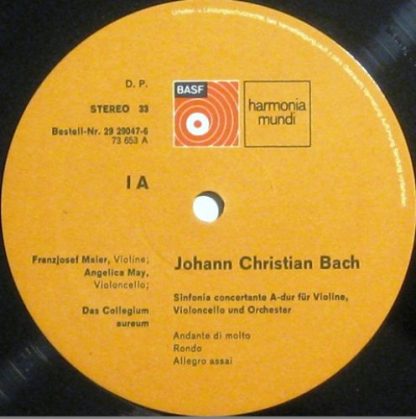 D. P.
STEREO 33
Bestell-Nr. 29 29047-6
73 653 A
BASF
harmonia
mundi
I A
Franzjosef Maier, Violine;
Angelica May,
Violoncello;
Das Collegium
aureum
Johann Christian Bach
Sinfonia concertante A-dur für Violine,
Violoncello und Orchester
Andante di molto
Rondo
Allegro assai